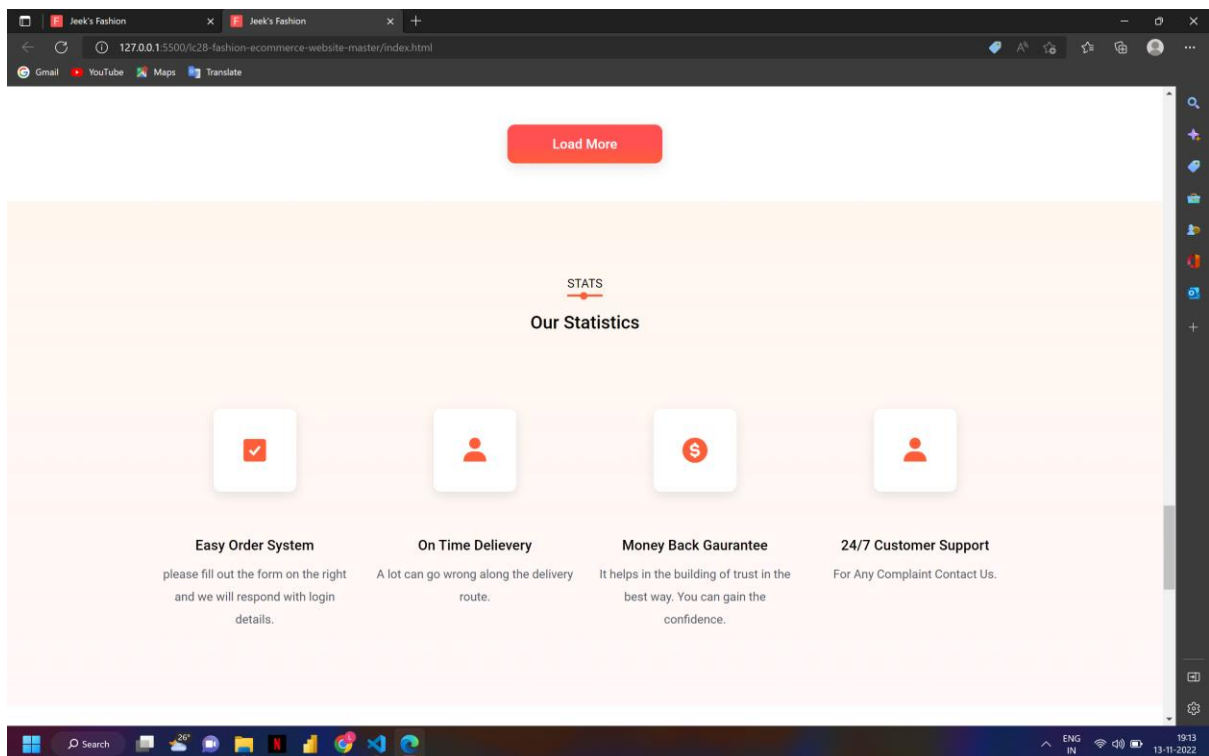 Jeek's Fashion
Jeek's Fashion
127.0.0.1:5500/lc28-fashion-ecommerce-website-master/index.html
Gmail YouTube Maps Translate
Load More
STATS
Our Statistics
Easy Order System
please fill out the form on the right
and we will respond with login
details.
On Time Delievery
A lot can go wrong along the delivery
route.
Money Back Gaurantee
It helps in the building of trust in the
best way. You can gain the
confidence.
24/7 Customer Support
For Any Complaint Contact Us.
Search
26°
ENG
IN
19:13
13-11-2022